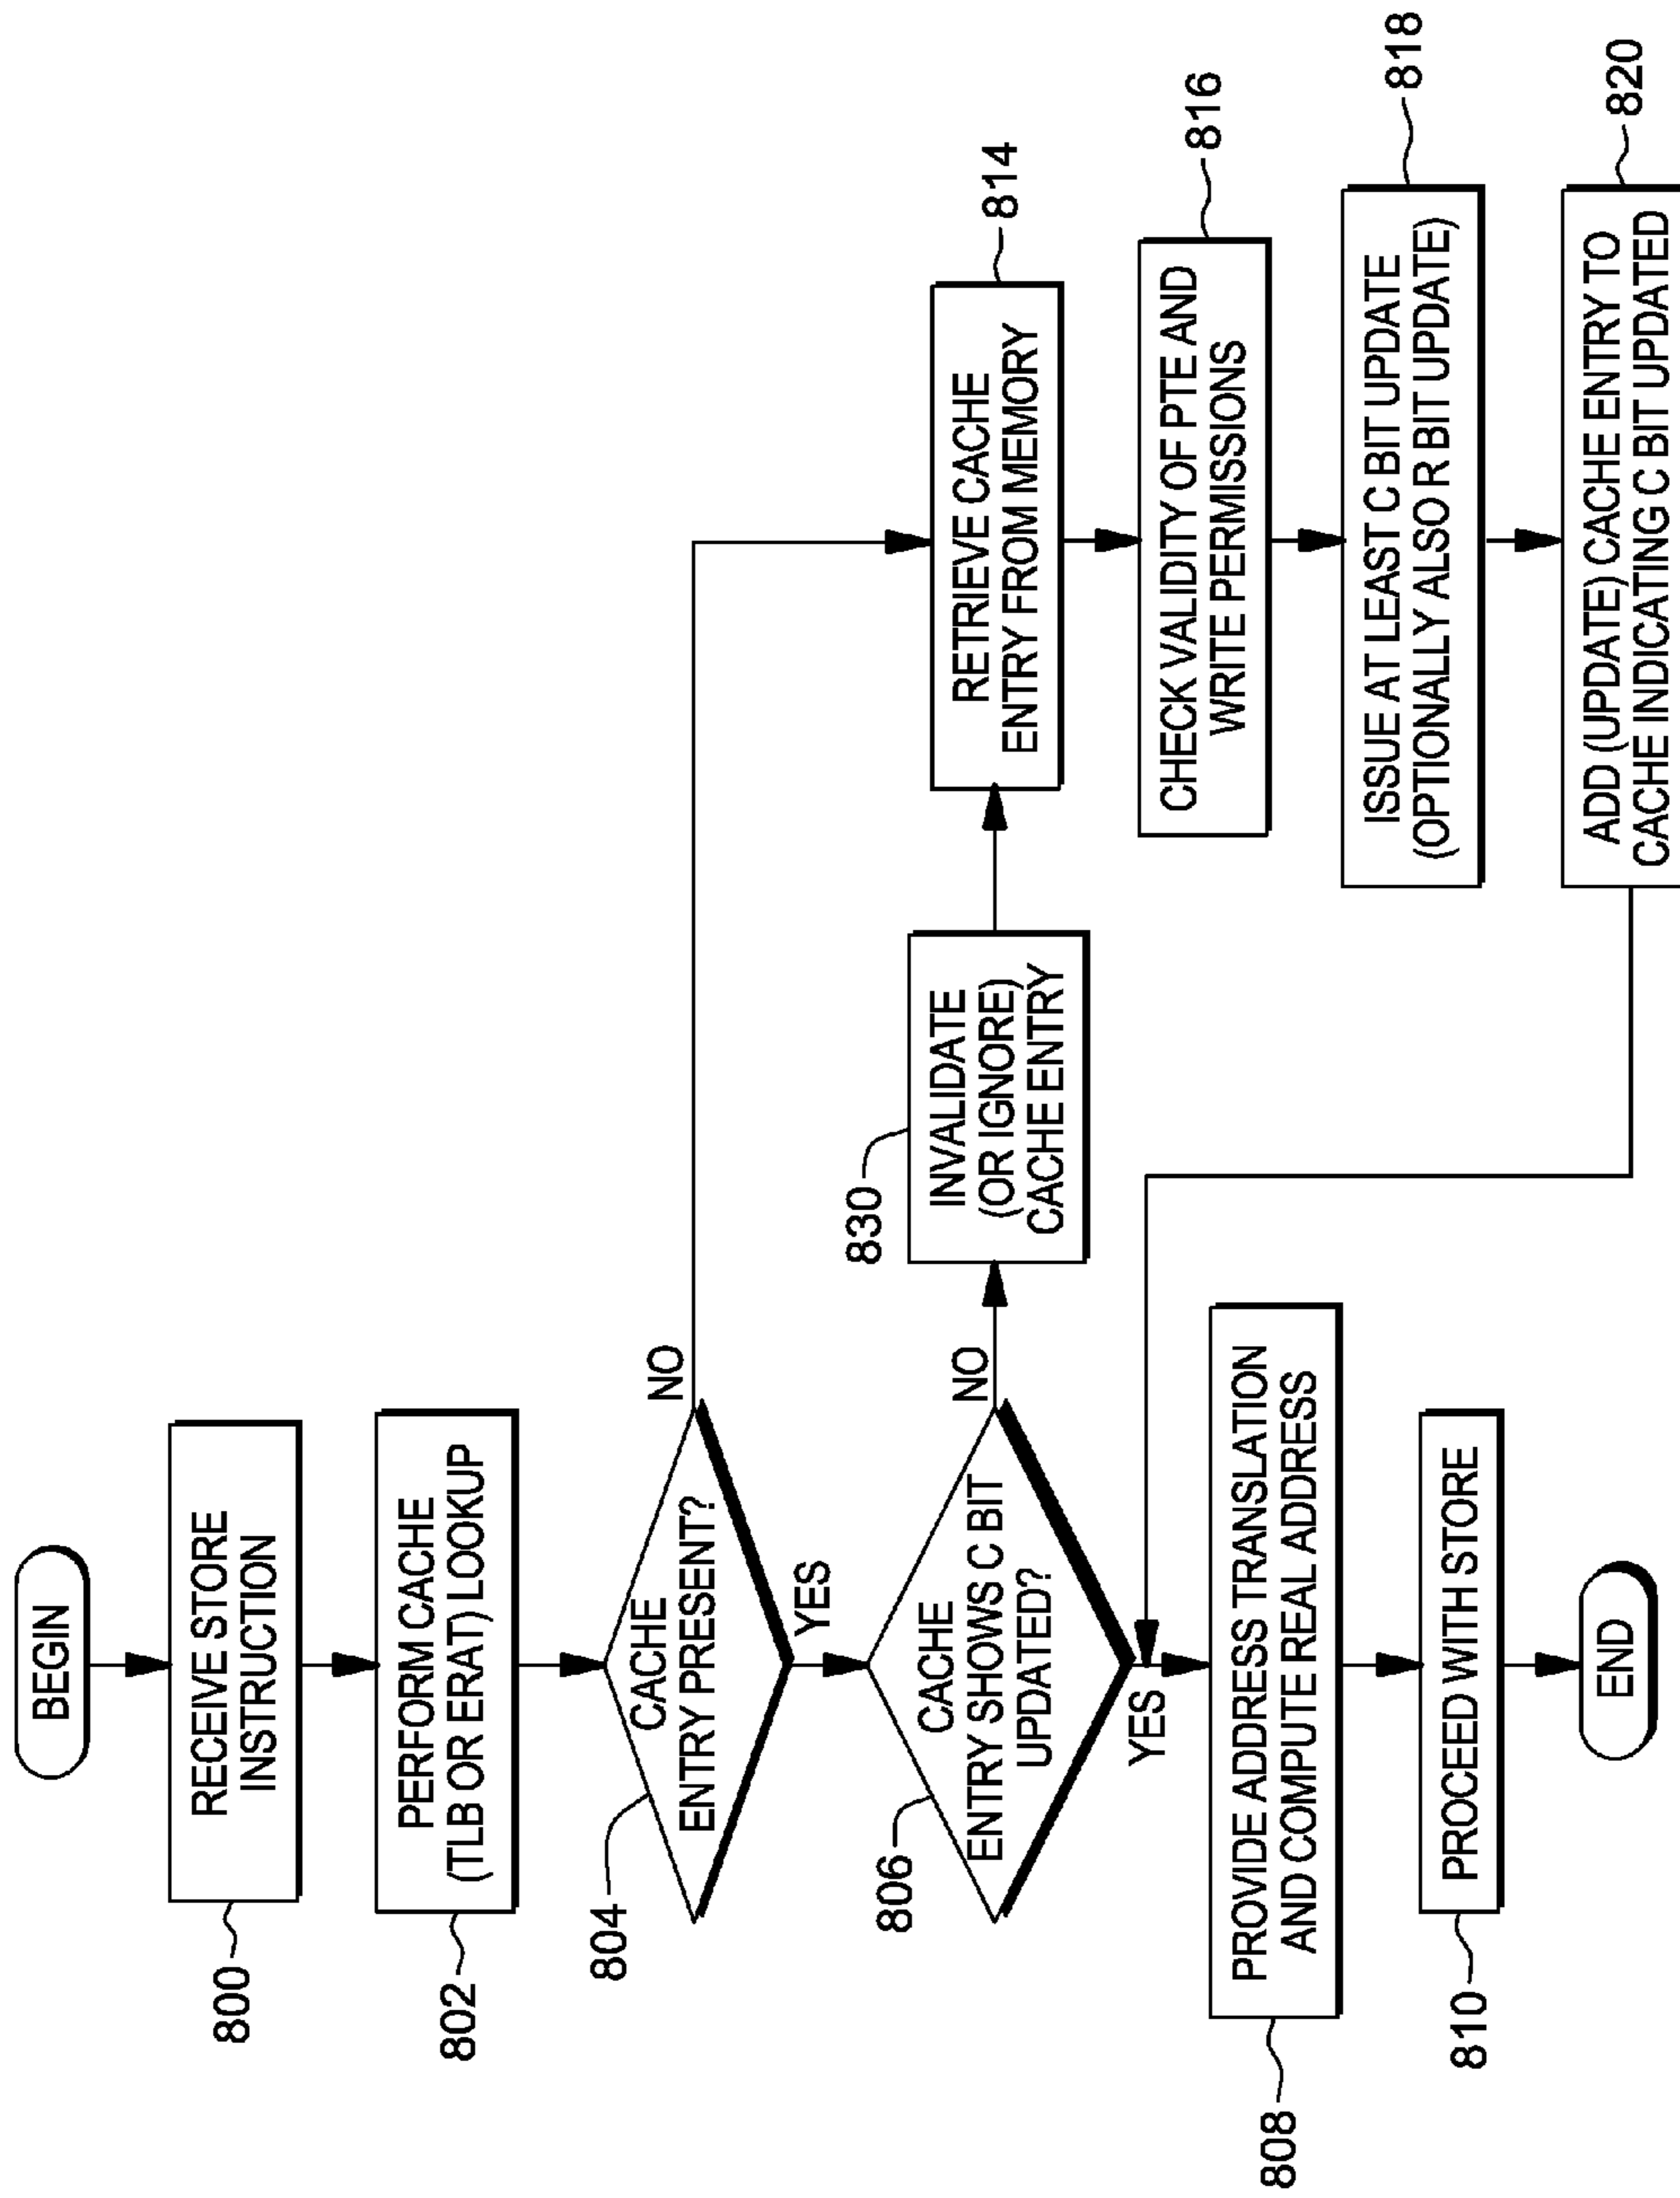 BEGIN
800
RECEIVE STORE
INSTRUCTION
802
PERFORM CACHE
(TLB OR ERAT) LOOKUP
804
CACHE
ENTRY PRESENT?
NO
YES
806
CACHE
ENTRY SHOWS C BIT
UPDATED?
NO
YES
830
INVALIDATE
(OR IGNORE)
CACHE ENTRY
808
PROVIDE ADDRESS TRANSLATION
AND COMPUTE REAL ADDRESS
810
PROCEED WITH STORE
END
814
RETRIEVE CACHE
ENTRY FROM MEMORY
816
CHECK VALIDITY OF PTE AND
WRITE PERMISSIONS
818
ISSUE AT LEAST C BIT UPDATE
(OPTIONALLY ALSO R BIT UPDATE)
820
ADD (UPDATE) CACHE ENTRY TO
CACHE INDICATING C BIT UPDATED